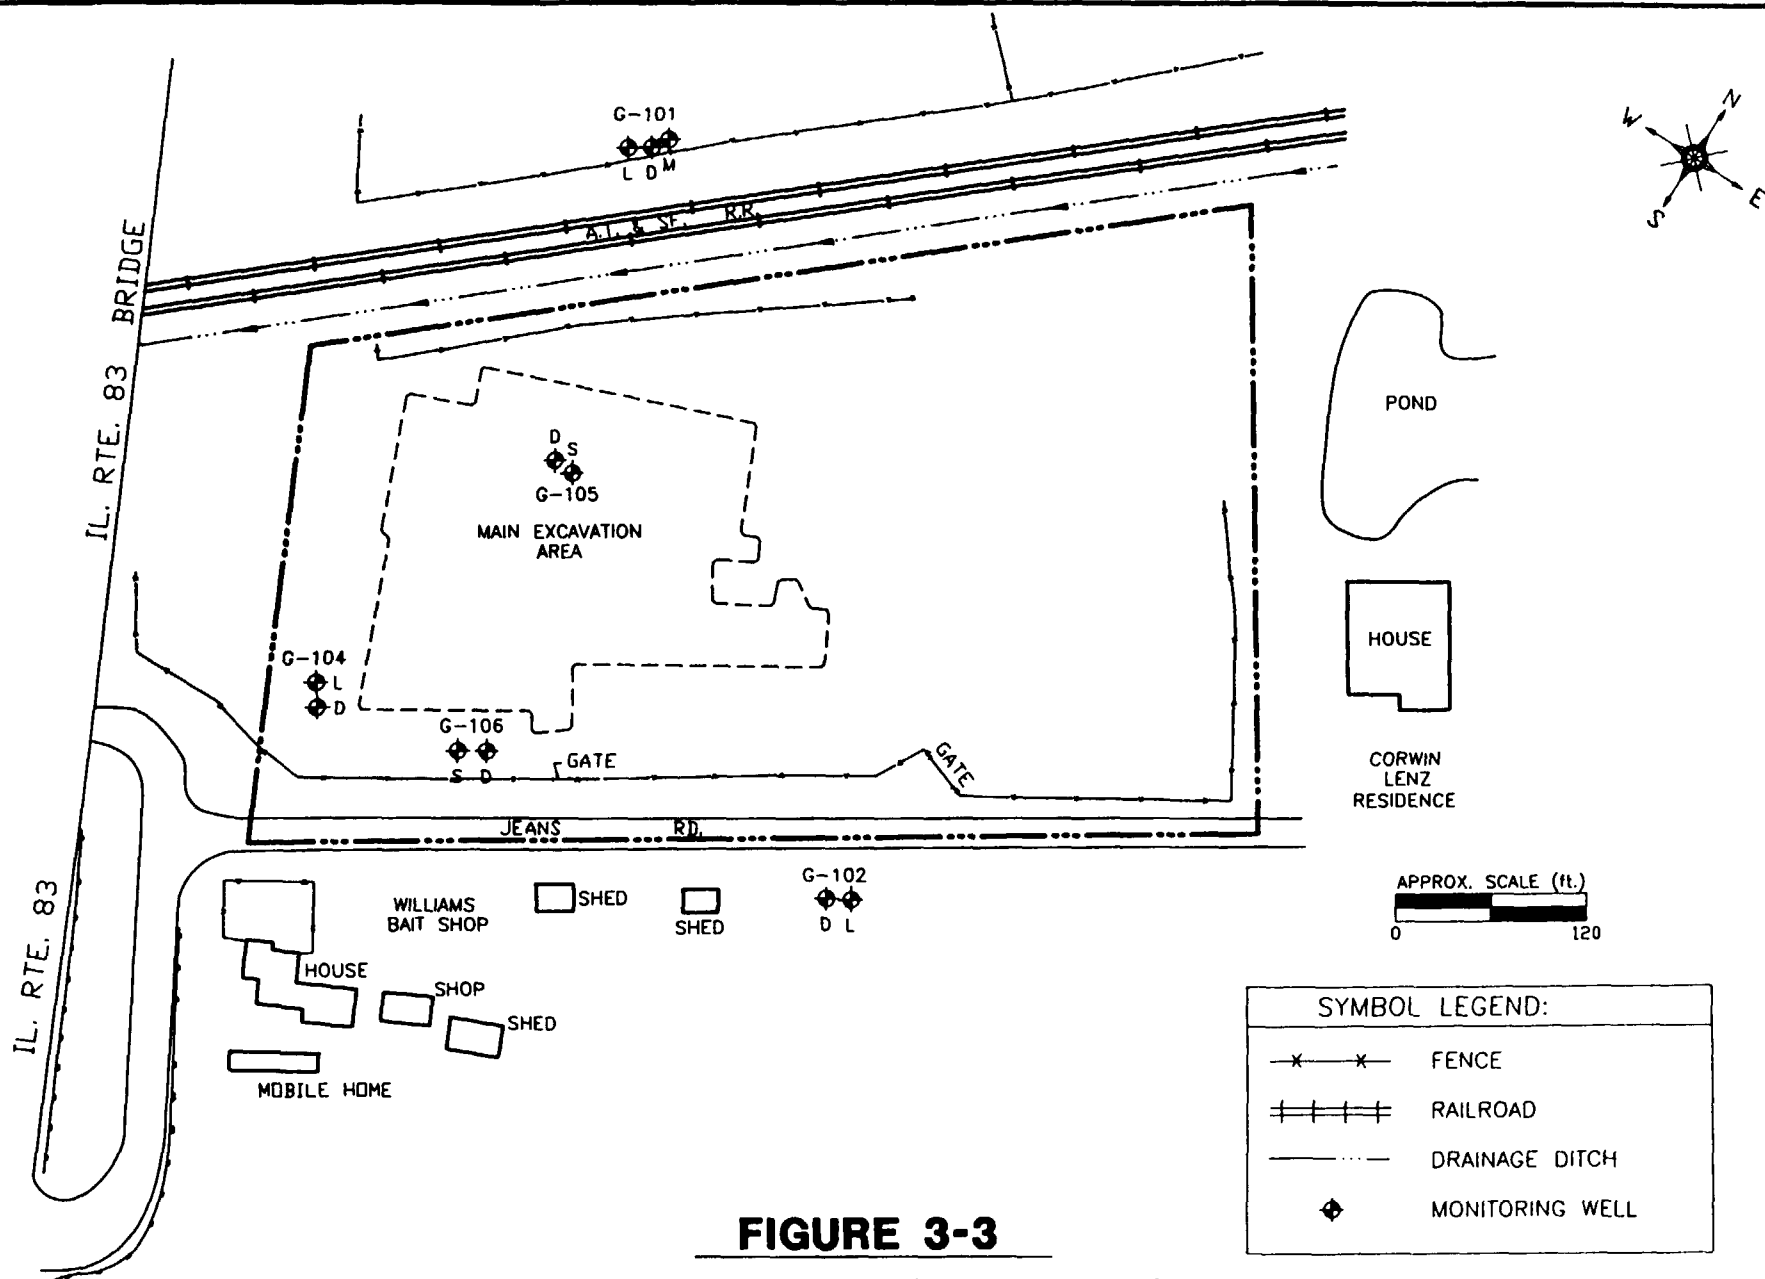 G-101
L D M
N
W
E
S
A.T. & SF. R.R.
IL. RTE. 83 BRIDGE
POND
D
S
G-105
MAIN EXCAVATION
AREA
HOUSE
G-104
L
D
G-106
S D
GATE
GATE
CORWIN
LENZ
RESIDENCE
JEANS RD.
IL. RTE. 83
WILLIAMS
BAIT SHOP
SHED
SHED
G-102
D L
APPROX. SCALE (ft.)
0 120
HOUSE
SHOP
SHED
MOBILE HOME
SYMBOL LEGEND:
FENCE
RAILROAD
DRAINAGE DITCH
MONITORING WELL
FIGURE 3-3